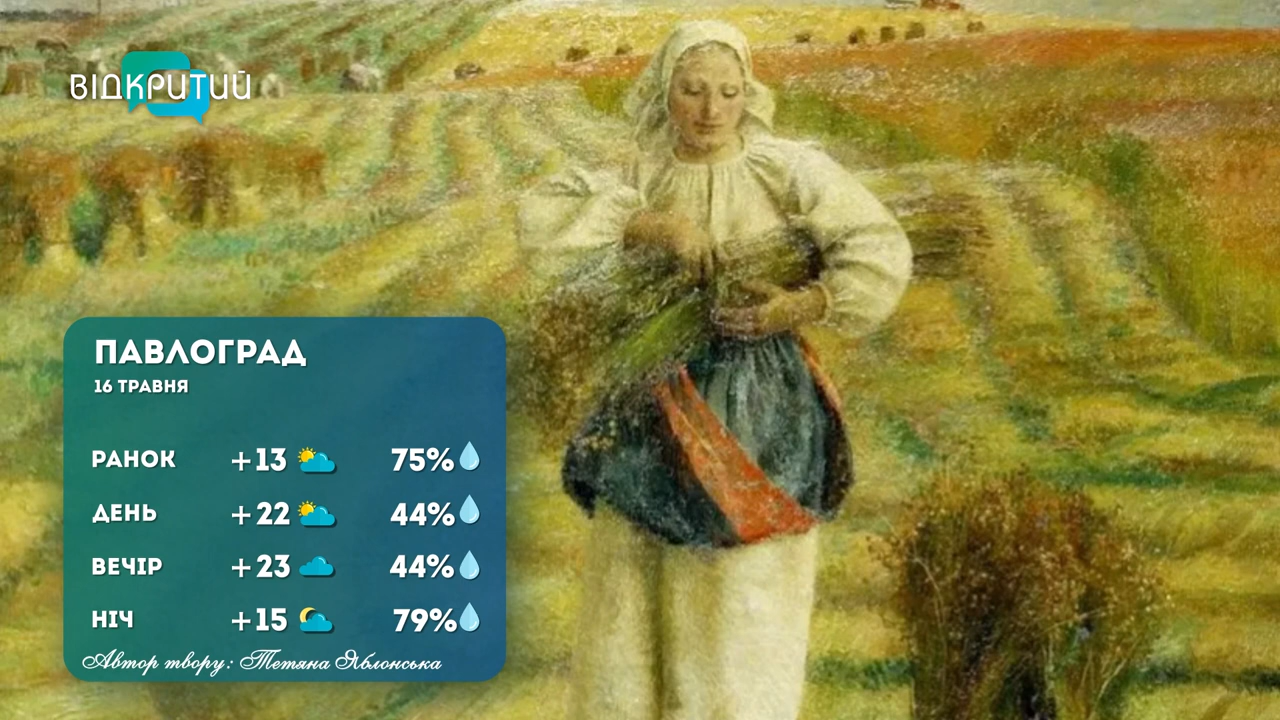 ВІДКРИТИЙ
ПАВЛОГРАД
16 ТРАВНЯ
РАНОК +13 75%
ДЕНЬ +22 44%
ВЕЧІР +23 44%
НІЧ +15 79%
Автор твору: Тетяна Яблонська